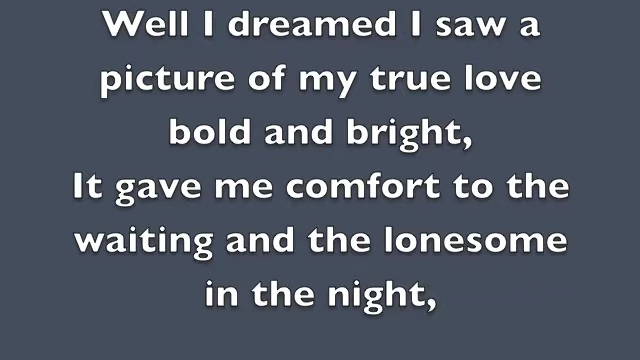 Well I dreamed I saw a
picture of my true love
bold and bright,
It gave me comfort to the
waiting and the lonesome
in the night,